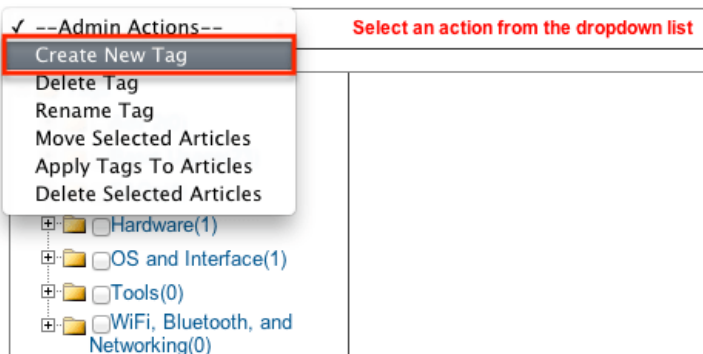 ✓ --Admin Actions--
Select an action from the dropdown list
Create New Tag
Delete Tag
Rename Tag
Move Selected Articles
Apply Tags To Articles
Delete Selected Articles
Hardware(1)
OS and Interface(1)
Tools(0)
WiFi, Bluetooth, and
Networking(0)